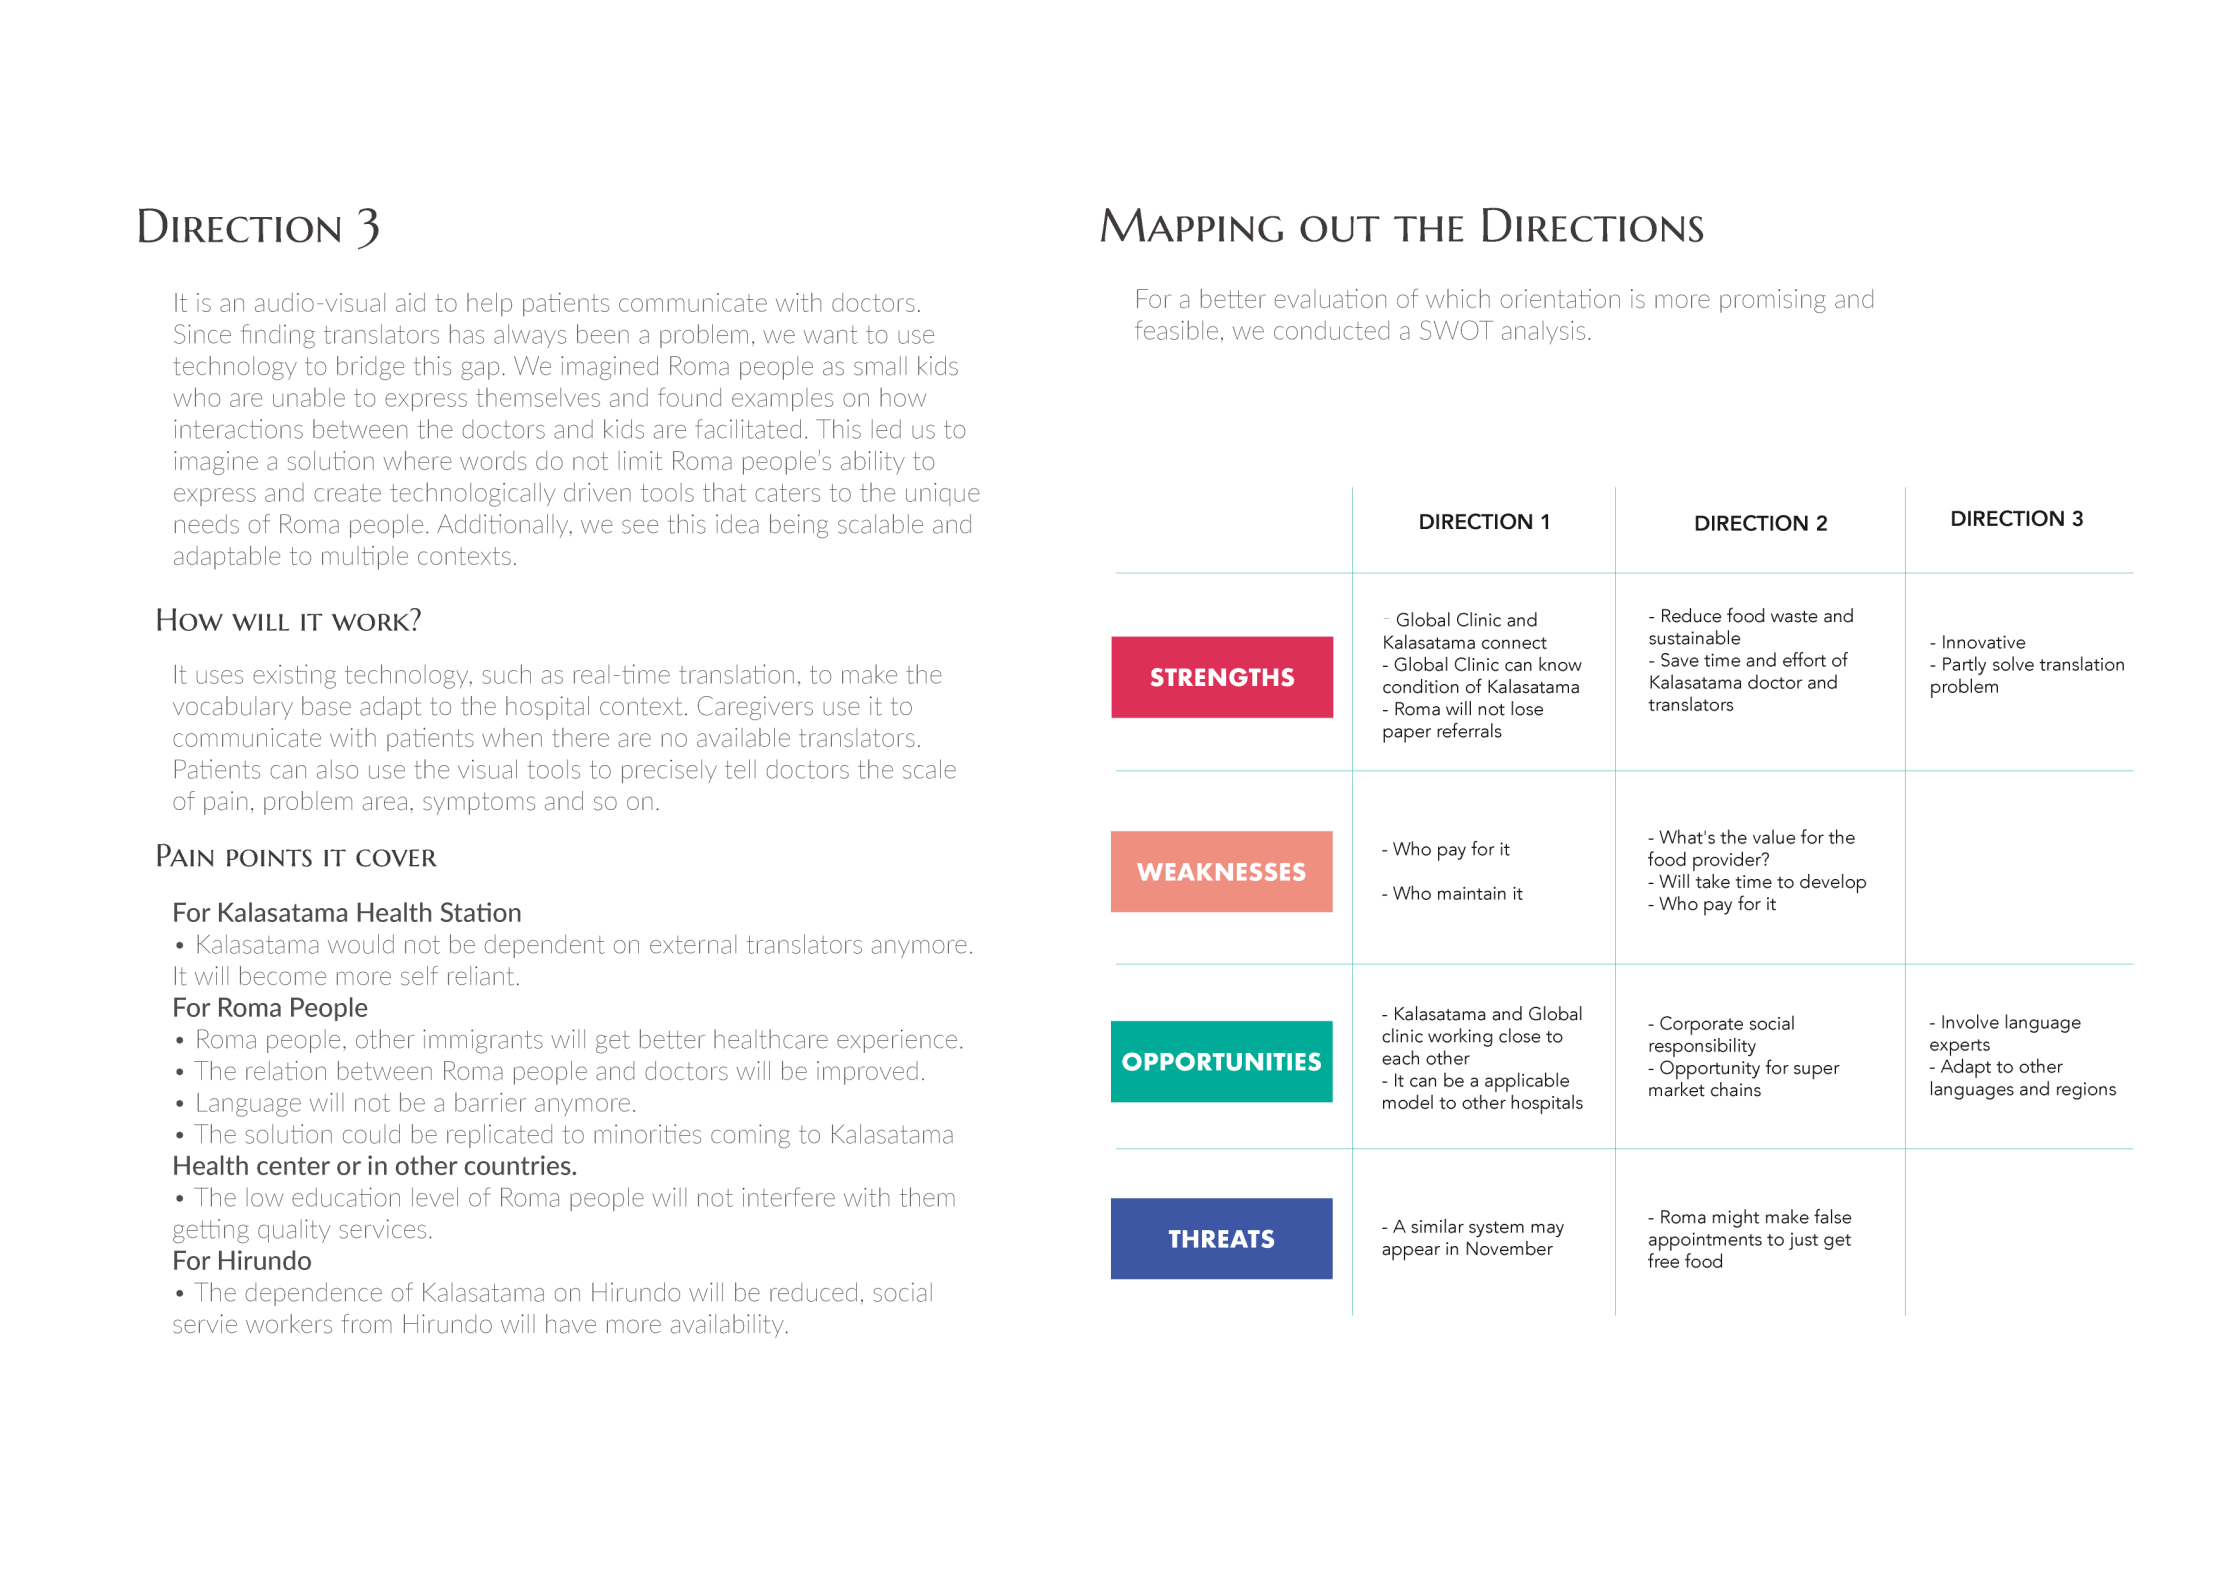 Direction 3
It is an audio-visual aid to help patients communicate with doctors.
Since finding translators has always been a problem, we want to use
technology to bridge this gap. We imagined Roma people as small kids
who are unable to express themselves and found examples on how
interactions between the doctors and kids are facilitated. This led us to
imagine a solution where words do not limit Roma people's ability to
express and create technologically driven tools that caters to the unique
needs of Roma people. Additionally, we see this idea being scalable and
adaptable to multiple contexts.
How will it work?
It uses existing technology, such as real-time translation, to make the
vocabulary base adapt to the hospital context. Caregivers use it to
communicate with patients when there are no available translators.
Patients can also use the visual tools to precisely tell doctors the scale
of pain, problem area, symptoms and so on.
Pain points it cover
For Kalasatama Health Station
• Kalasatama would not be dependent on external translators anymore.
It will become more self reliant.
For Roma People
• Roma people, other immigrants will get better healthcare experience.
• The relation between Roma people and doctors will be improved.
• Language will not be a barrier anymore.
• The solution could be replicated to minorities coming to Kalasatama
Health center or in other countries.
• The low education level of Roma people will not interfere with them
getting quality services.
For Hirundo
• The dependence of Kalasatama on Hirundo will be reduced, social
servie workers from Hirundo will have more availability.
Mapping out the Directions
For a better evaluation of which orientation is more promising and
feasible, we conducted a SWOT analysis.
DIRECTION 1
DIRECTION 2
DIRECTION 3
STRENGTHS
- Global Clinic and
Kalasatama connect
- Global Clinic can know
condition of Kalasatama
- Roma will not lose
paper referrals
- Reduce food waste and
sustainable
- Save time and effort of
Kalasatama doctor and
translators
- Innovative
- Partly solve translation
problem
WEAKNESSES
- Who pay for it
- Who maintain it
- What's the value for the
food provider?
- Will take time to develop
- Who pay for it
OPPORTUNITIES
- Kalasatama and Global
clinic working close to
each other
- It can be a applicable
model to other hospitals
- Corporate social
responsibility
- Opportunity for super
market chains
- Involve language
experts
- Adapt to other
languages and regions
THREATS
- A similar system may
appear in November
- Roma might make false
appointments to just get
free food